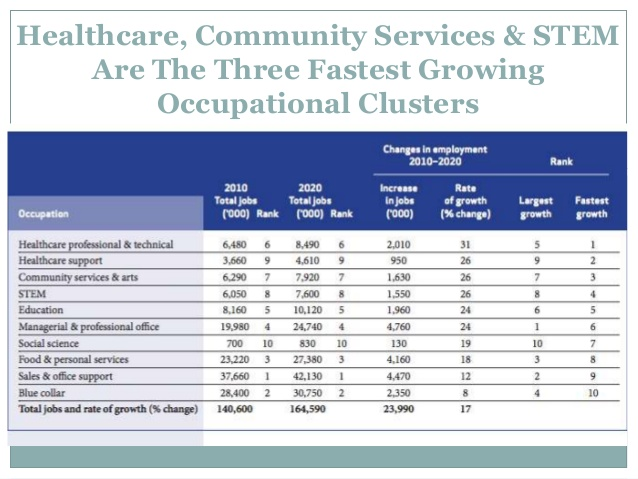 Healthcare, Community Services & STEM
Are The Three Fastest Growing
Occupational Clusters
Changes in employment
2010–2020 Rank
2010 2020 Increase Rate
Total jobs Total jobs in jobs of growth Largest Fastest
Occupation ('000) Rank ('000) Rank ('000) (% change) growth growth
Healthcare professional & technical 6,480 6 8,490 6 2,010 31 5 1
Healthcare support 3,660 9 4,610 9 950 26 9 2
Community services & arts 6,290 7 7,920 7 1,630 26 7 3
STEM 6,050 8 7,600 8 1,550 26 8 4
Education 8,160 5 10,120 5 1,960 24 6 5
Managerial & professional office 19,980 4 24,740 4 4,760 24 1 6
Social science 700 10 830 10 130 19 10 7
Food & personal services 23,220 3 27,380 3 4,160 18 3 8
Sales & office support 37,660 1 42,130 1 4,470 12 2 9
Blue collar 28,400 2 30,750 2 2,350 8 4 10
Total jobs and rate of growth (% change) 140,600 164,590 23,990 17